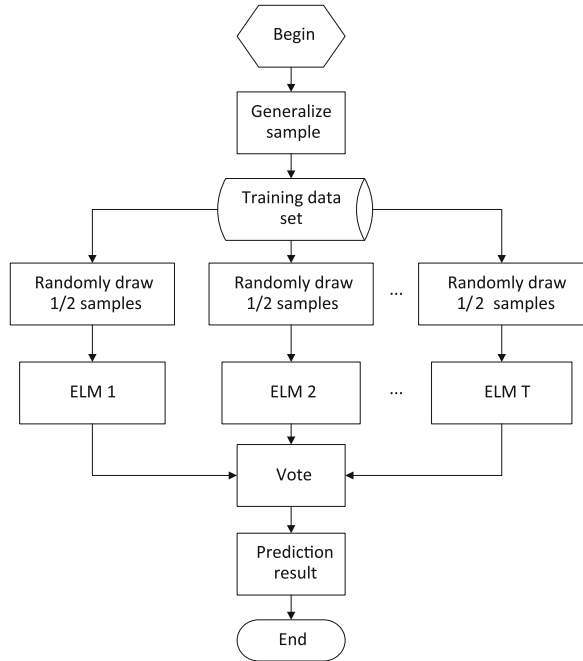 Begin
Generalize
sample
Training data
set
Randomly draw
1/2 samples
Randomly draw
1/2 samples
...
Randomly draw
1/2 samples
ELM 1
ELM 2
...
ELM T
Vote
Prediction
result
End